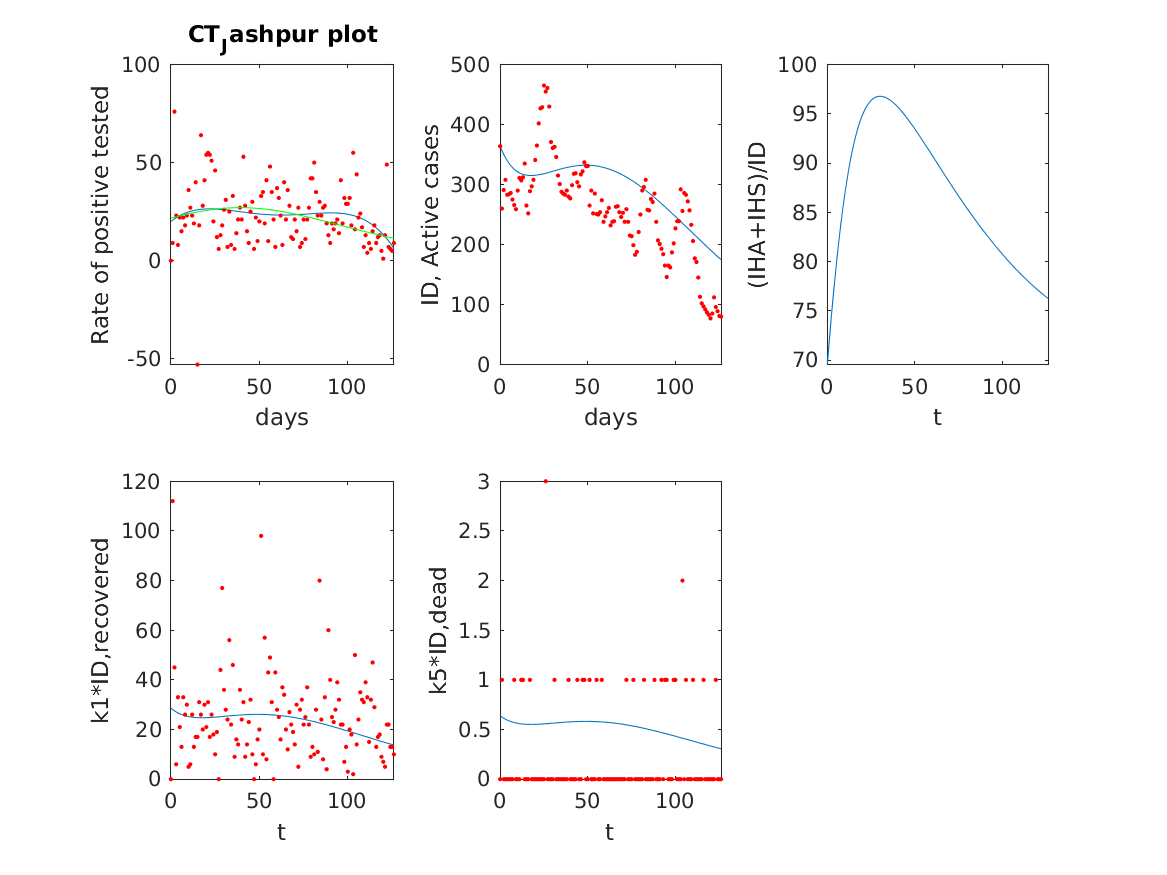 CT_Jashpur plot
100
50
0
-50
Rate of positive tested
0 50 100
days
500
400
300
200
100
0
ID, Active cases
0 50 100
days
100
95
90
85
80
75
70
(IHA+IHS)/ID
0 50 100
t
120
100
80
60
40
20
0
k1*ID,recovered
0 50 100
t
3
2.5
2
1.5
1
0.5
0
k5*ID,dead
0 50 100
t